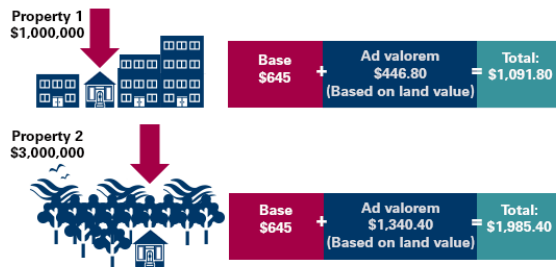 Property 1
$1,000,000
Base
$645
+
Ad valorem
$446.80
(Based on land value)
=
Total:
$1,091.80
Property 2
$3,000,000
Base
$645
+
Ad valorem
$1,340.40
(Based on land value)
=
Total:
$1,985.40